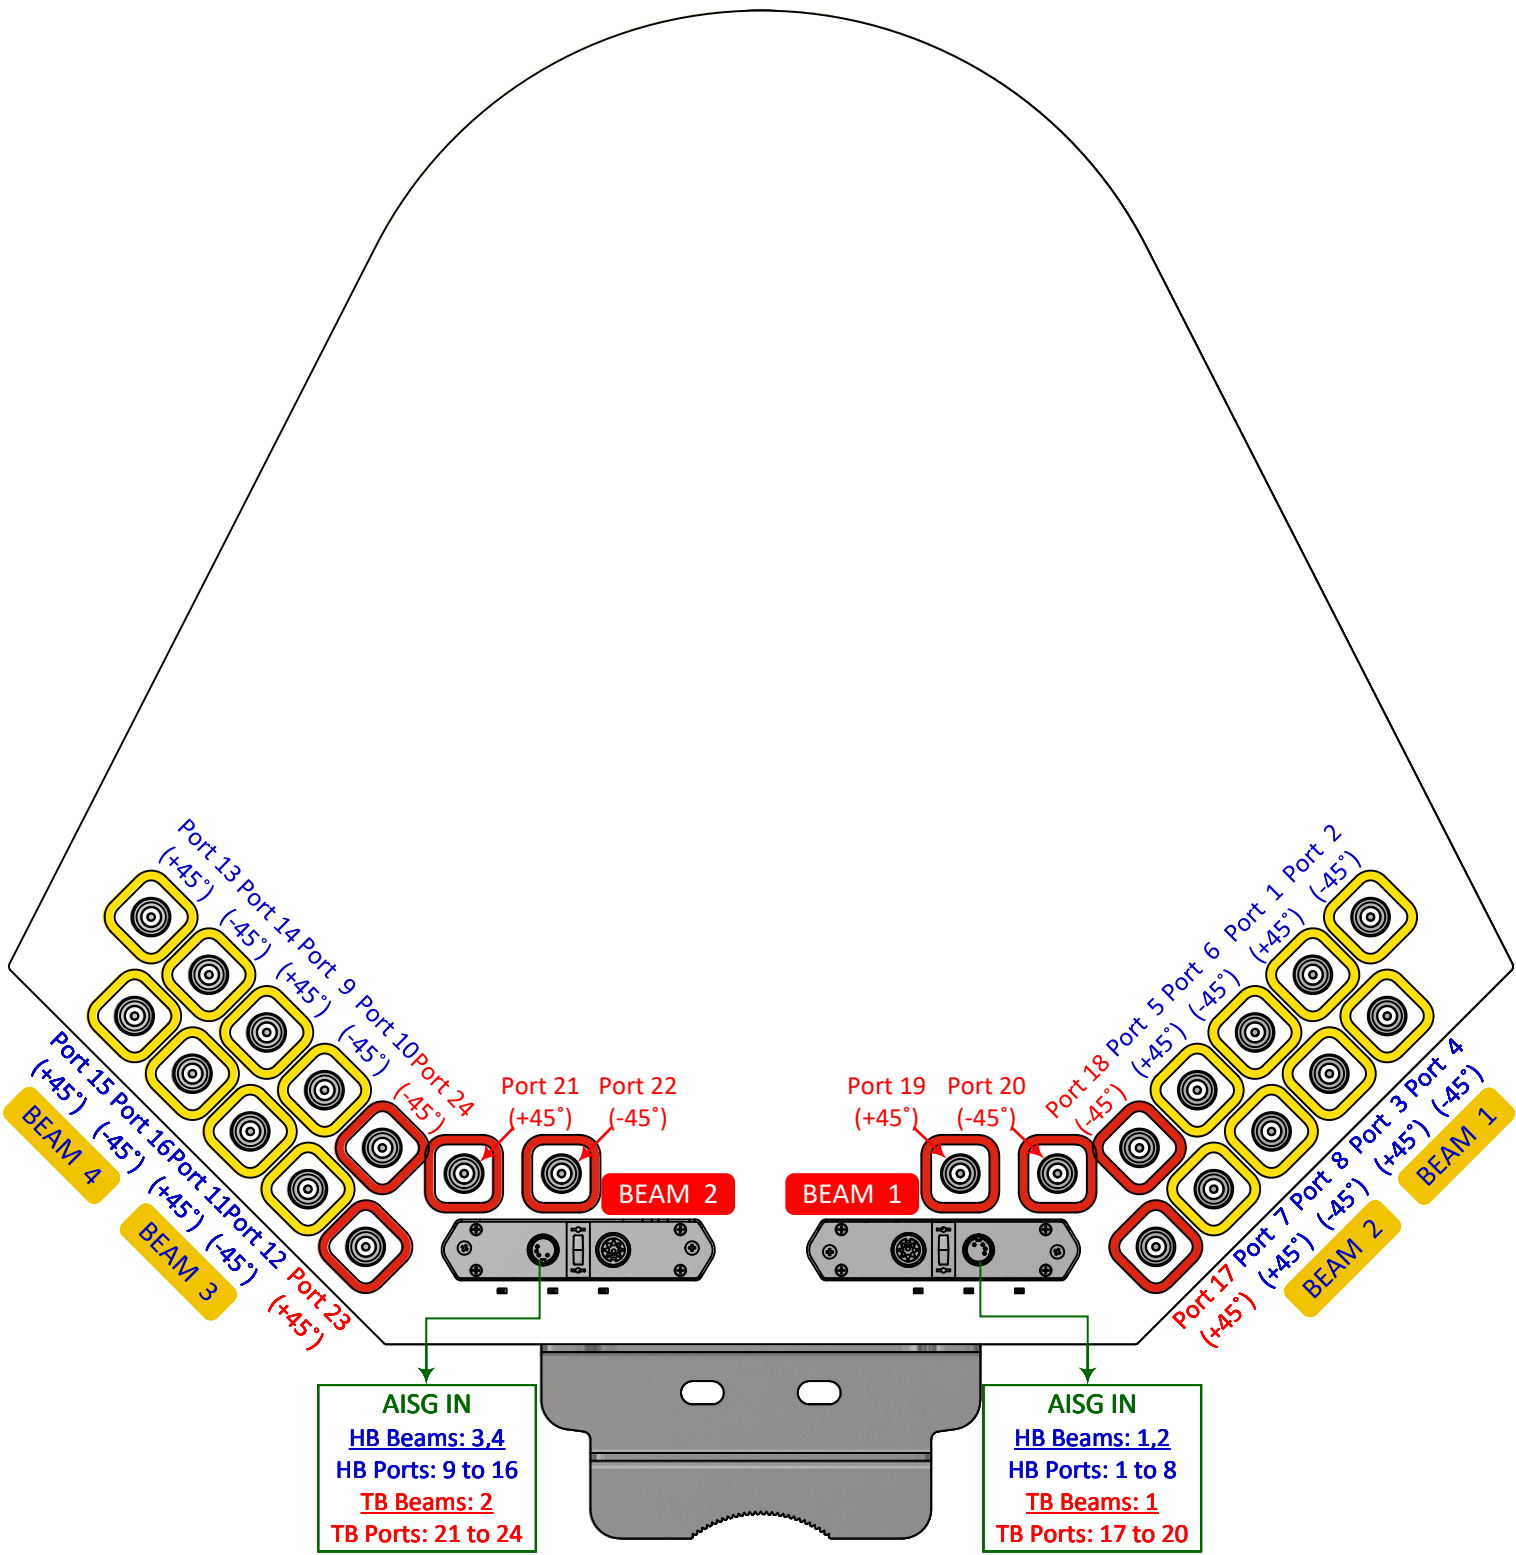 Port 13
(+45°)
Port 14
(-45°)
Port 9
(+45°)
Port 10
(-45°)
Port 24
(-45°)
Port 21
(+45°)
Port 22
(-45°)
BEAM 2
Port 15
(+45°)
Port 16
(-45°)
Port 11
(+45°)
Port 12
(-45°)
Port 23
(+45°)
BEAM 4
BEAM 3
Port 19
(+45°)
Port 20
(-45°)
BEAM 1
Port 18
(-45°)
Port 5
(+45°)
Port 6
(-45°)
Port 1
(+45°)
Port 2
(-45°)
Port 17
(+45°)
Port 7
(+45°)
Port 8
(-45°)
Port 3
(+45°)
Port 4
(-45°)
BEAM 2
BEAM 1
AISG IN
HB Beams: 3,4
HB Ports: 9 to 16
TB Beams: 2
TB Ports: 21 to 24
AISG IN
HB Beams: 1,2
HB Ports: 1 to 8
TB Beams: 1
TB Ports: 17 to 20